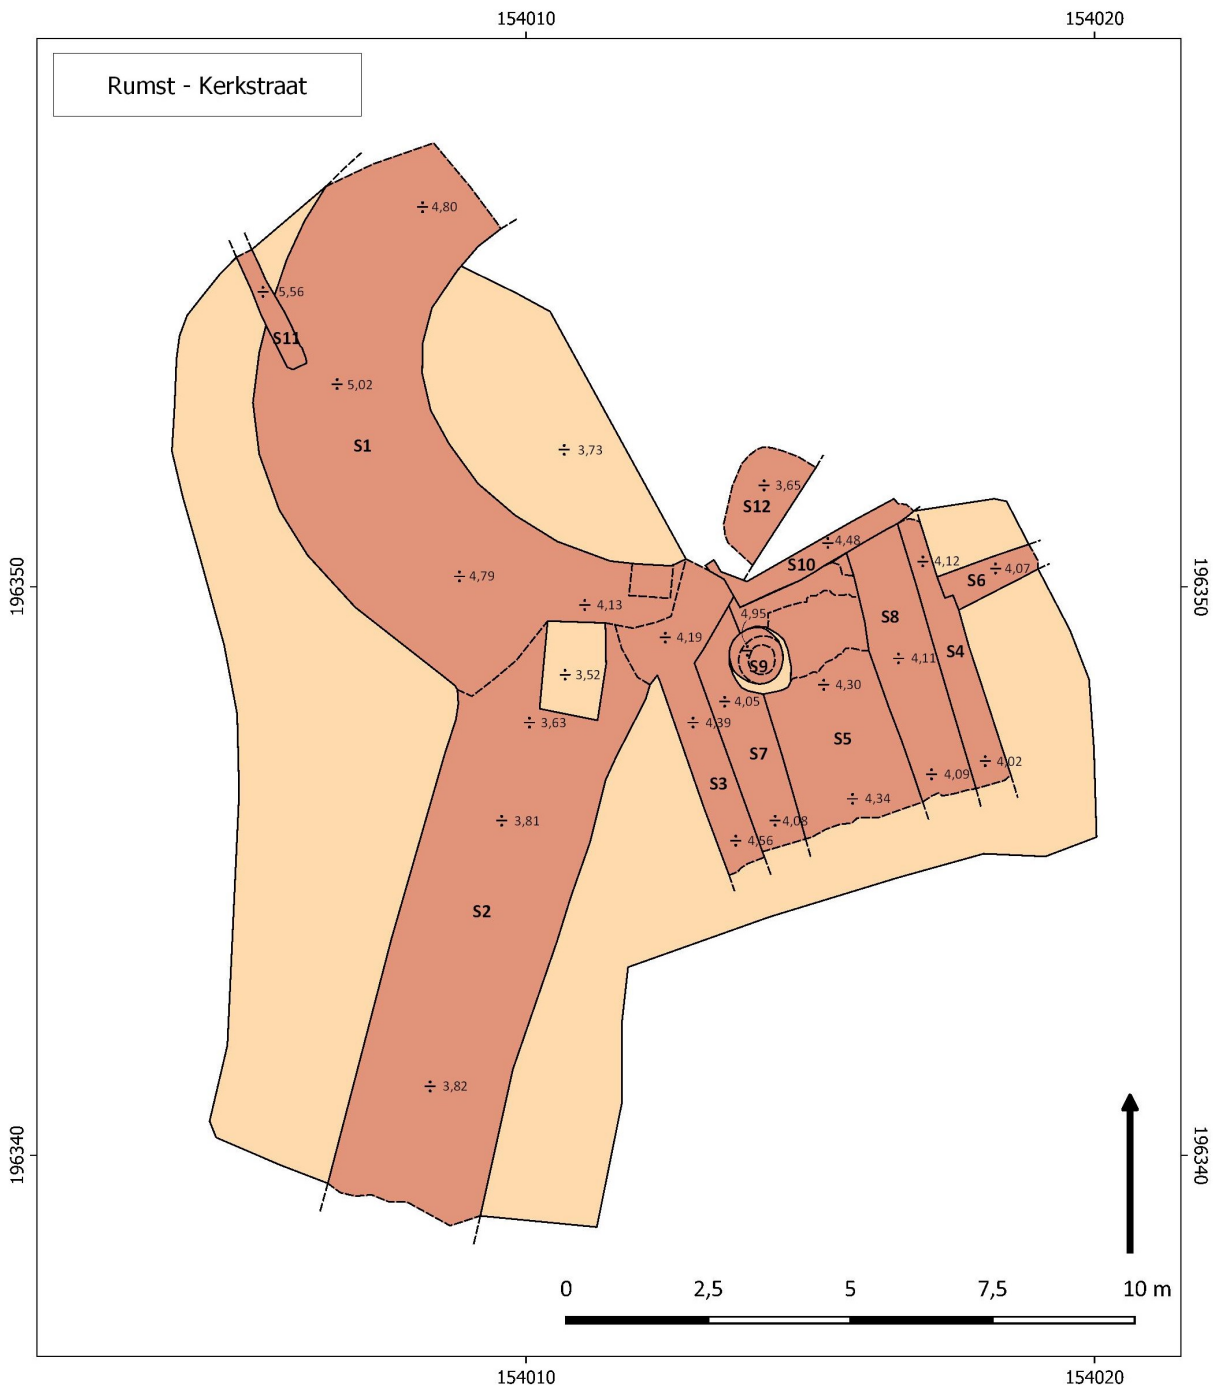 154010 154020
Rumst - Kerkstraat
÷ 4,80
÷ 5,56
S11
÷ 5,02
S1
÷ 3,73
÷ 3,65
S12
÷ 4,48
S10
÷ 4,12
÷ 4,07
S6
196350 196350
÷ 4,79
÷ 4,13
4,95
S8
÷ 4,19
S9
÷ 4,11
S4
÷ 3,52
÷ 4,30
÷ 4,05
÷ 3,63
÷ 4,39
S5
S7
÷ 4,02
÷ 4,09
S3
÷ 4,34
÷ 3,81
÷ 4,08
÷ 4,56
S2
÷ 3,82
196340 196340
0 2,5 5 7,5 10 m
154010 154020